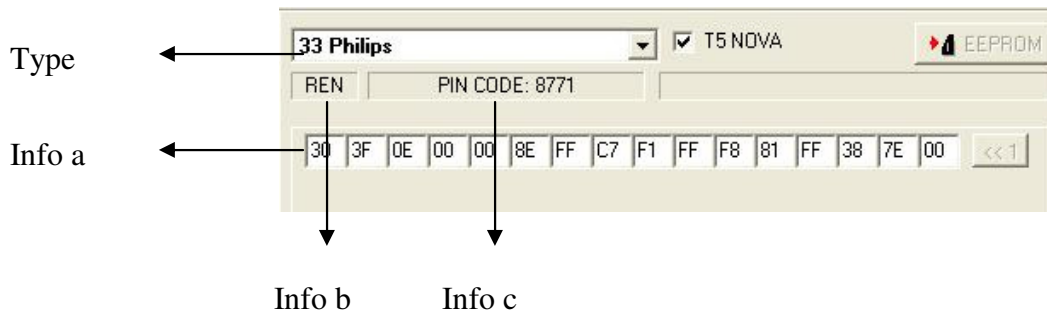 33 Philips T5 NOVA EEPROM
Type
REN PIN CODE: 8771
Info a
30 3F 0E 00 00 8E FF C7 F1 FF F8 81 FF 38 7E 00 << 1
Info b Info c